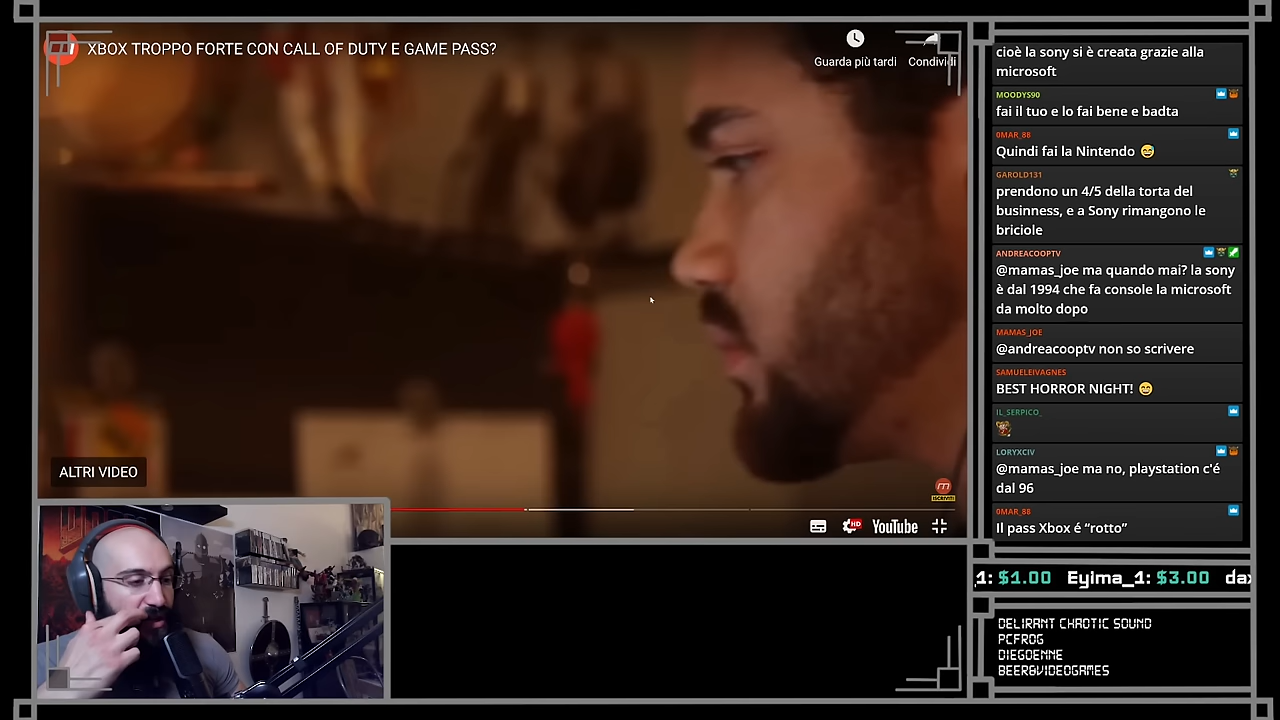 XBOX TROPPO FORTE CON CALL OF DUTY E GAME PASS?
Guarda più tardi
Condividi
ALTRI VIDEO
ISCRIVITI
HD
YouTube
cioè la sony si è creata grazie alla
microsoft
MOODYS90
fai il tuo e lo fai bene e badta
0MAR_88
Quindi fai la Nintendo
GAROLD131
prendono un 4/5 della torta del
businness, e a Sony rimangono le
briciole
ANDREACOOPTV
@mamas_joe ma quando mai? la sony
è dal 1994 che fa console la microsoft
da molto dopo
MAMAS_JOE
@andreacooptv non so scrivere
SAMUELEIVAGNES
BEST HORROR NIGHT!
IL_SERPICO_
LORYXCIV
@mamas_joe ma no, playstation c'é
dal 96
0MAR_88
Il pass Xbox é “rotto”
_1: $1.00 Eyima_1: $3.00 da
DELIRANT CHAOTIC SOUND
PCFROG
DIEGOENNE
BEER&VIDEOGAMES